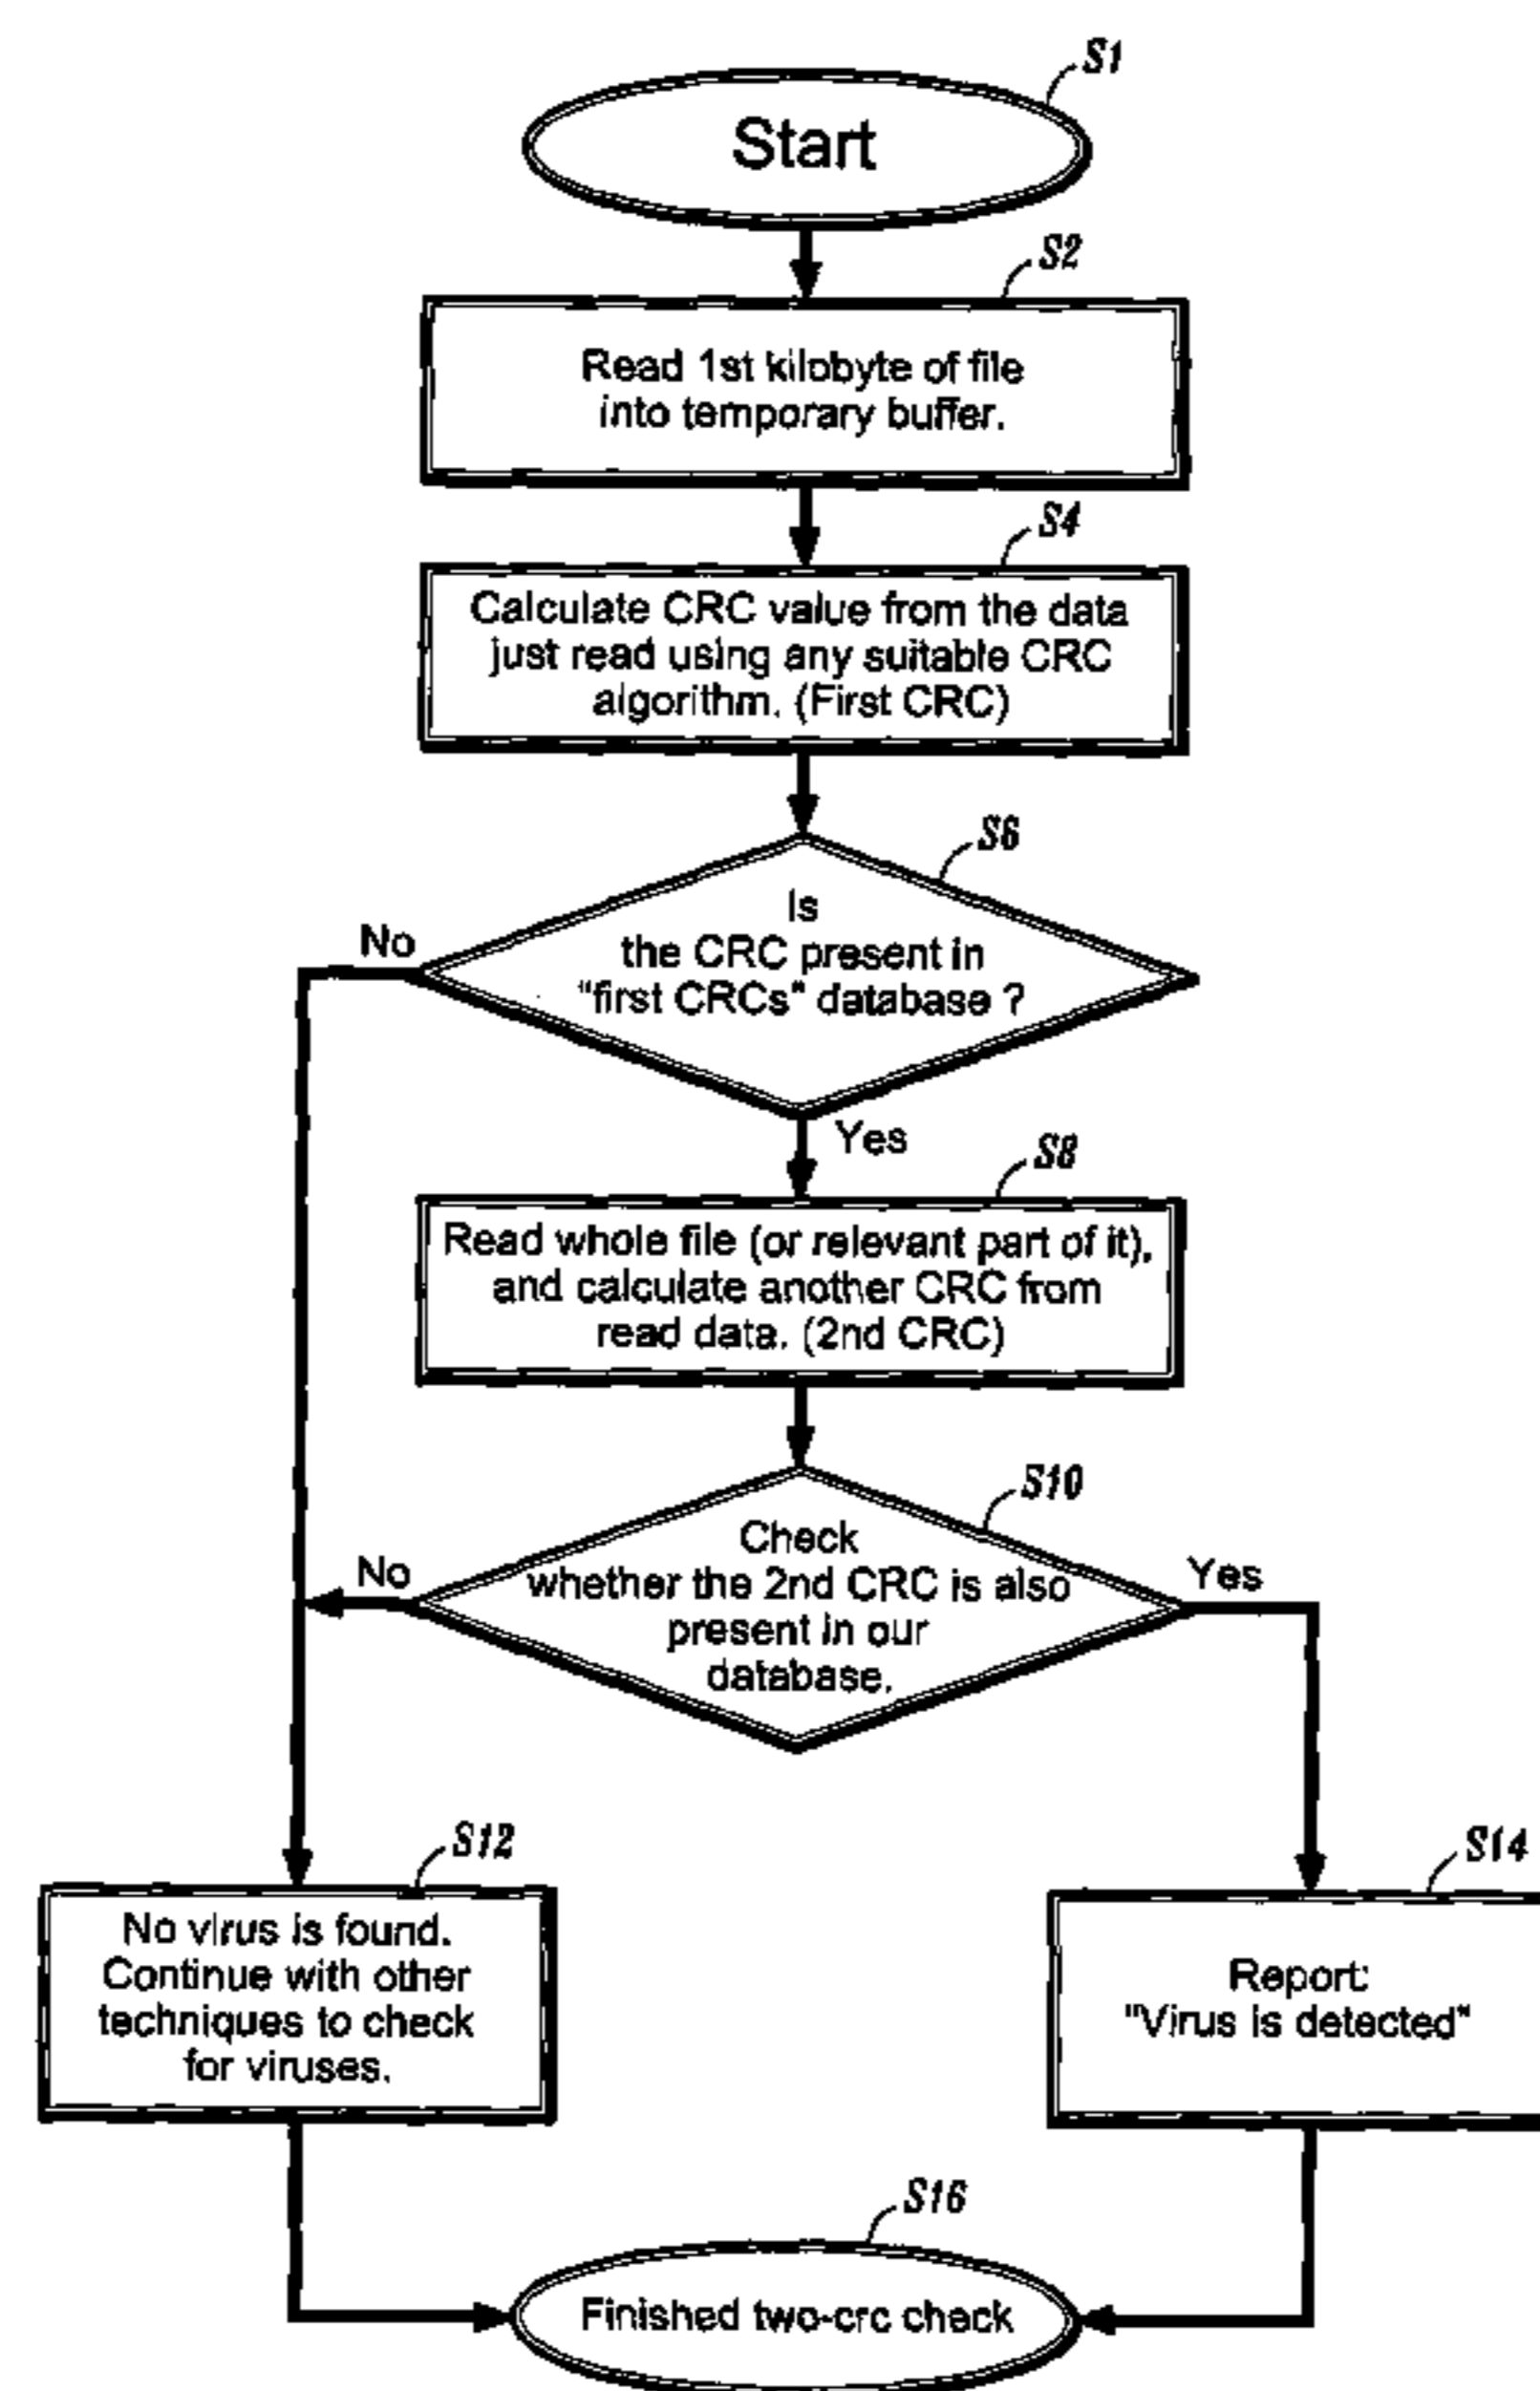 S1
Start
S2
Read 1st kilobyte of file
into temporary buffer.
S4
Calculate CRC value from the data
just read using any suitable CRC
algorithm. (First CRC)
S6
Is
the CRC present in
"first CRCs" database ?
No
Yes
S8
Read whole file (or relevant part of it),
and calculate another CRC from
read data. (2nd CRC)
S10
Check
whether the 2nd CRC is also
present in our
database.
No
Yes
S12
No virus is found.
Continue with other
techniques to check
for viruses.
S14
Report:
"Virus is detected"
S16
Finished two-crc check